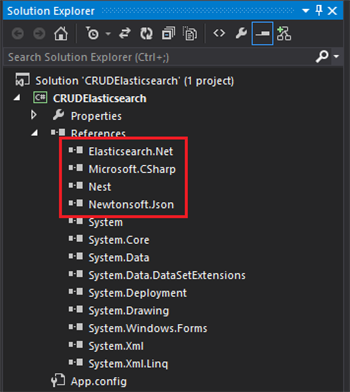 Solution Explorer
Search Solution Explorer (Ctrl+;)
Solution 'CRUDElasticsearch' (1 project)
C# CRUDElasticsearch
Properties
References
Elasticsearch.Net
Microsoft.CSharp
Nest
Newtonsoft.Json
System
System.Core
System.Data
System.Data.DataSetExtensions
System.Deployment
System.Drawing
System.Windows.Forms
System.Xml
System.Xml.Linq
App.config